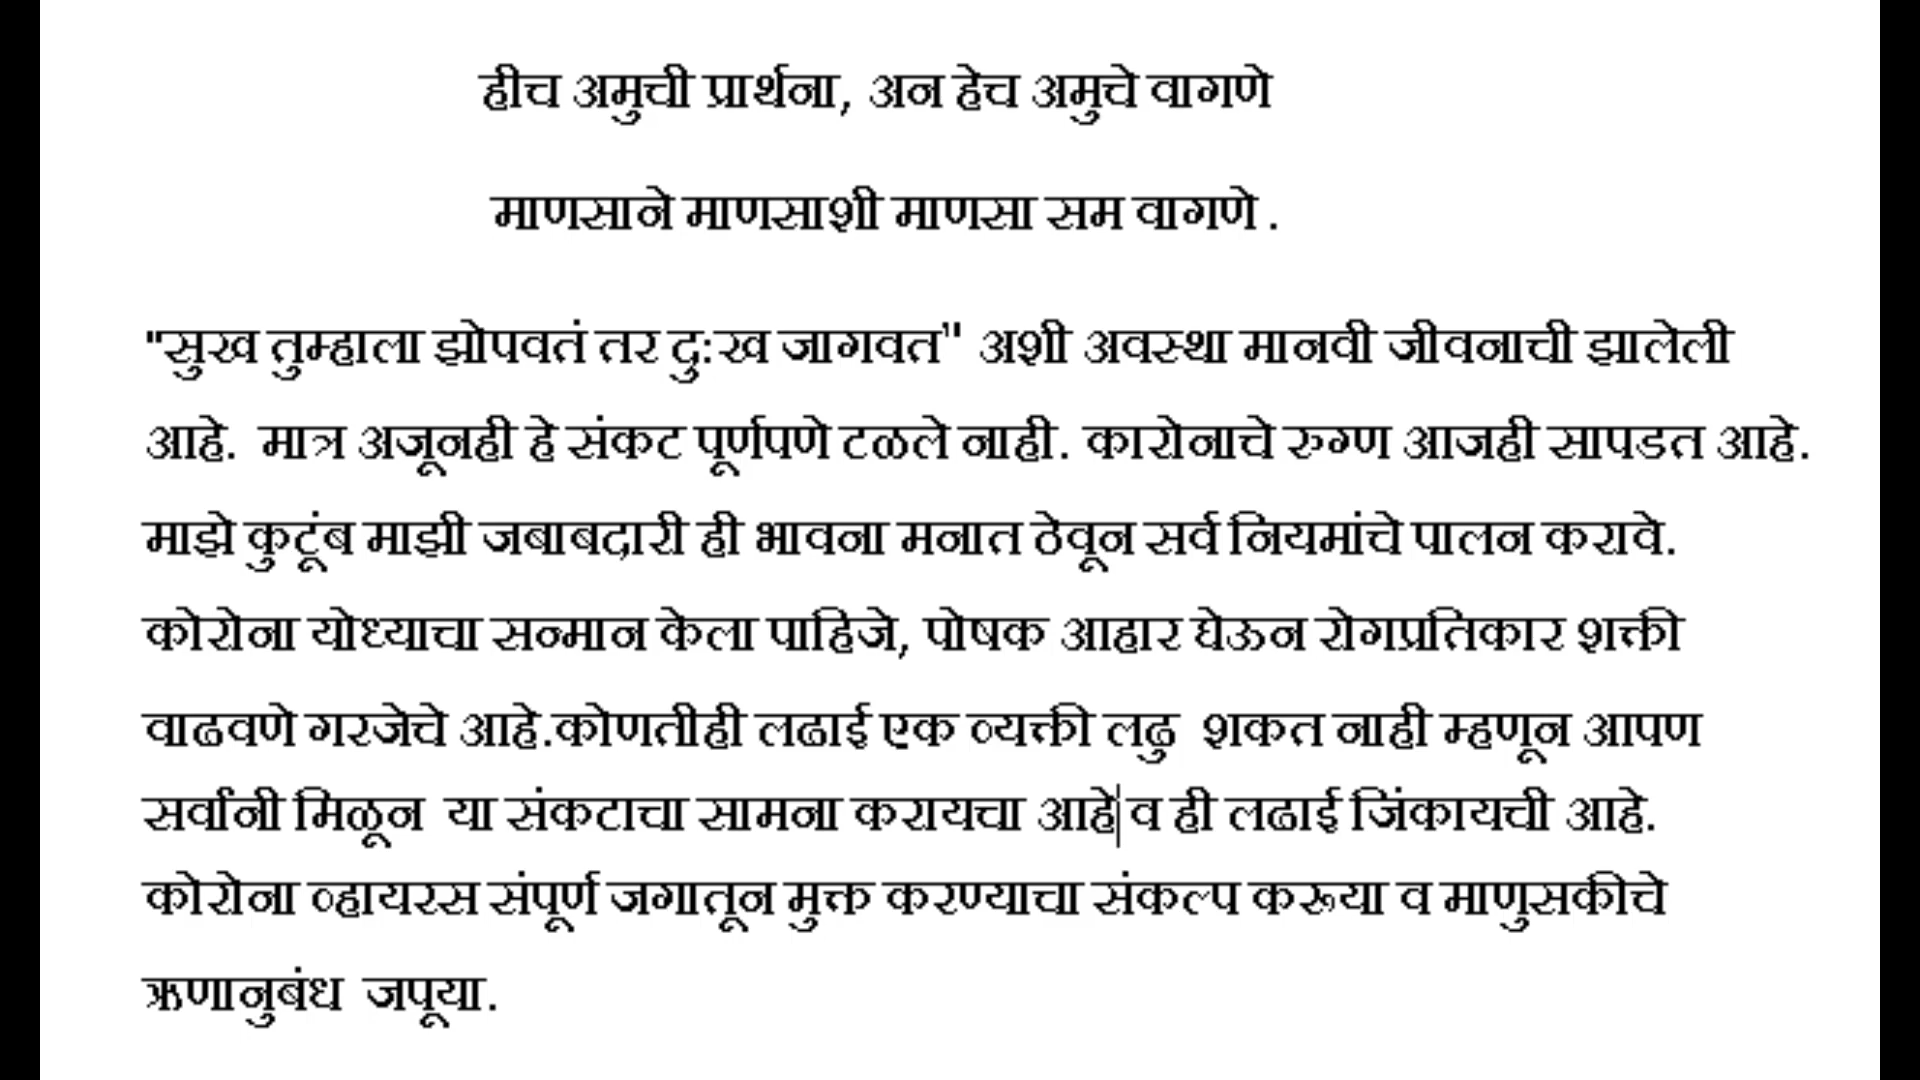 हीच अमुची प्रार्थना, अन हेच अमुचे वागणे
माणसाने माणसाशी माणसा सम वागणे .
"सुख तुम्हाला झोपवतं तर दुःख जागवत" अशी अवस्था मानवी जीवनाची झालेली
आहे. मात्र अजूनही हे संकट पूर्णपणे टळले नाही. कारोनाचे रुग्ण आजही सापडत आहे.
माझे कुटूंब माझी जबाबदारी ही भावना मनात ठेवून सर्व नियमांचे पालन करावे.
कोरोना योध्याचा सन्मान केला पाहिजे, पोषक आहार घेऊन रोगप्रतिकार शक्ती
वाढवणे गरजेचे आहे.कोणतीही लढाई एक व्यक्ती लढु शकत नाही म्हणून आपण
सर्वांनी मिळून या संकटाचा सामना करायचा आहे व ही लढाई जिंकायची आहे.
कोरोना व्हायरस संपूर्ण जगातून मुक्त करण्याचा संकल्प करूया व माणुसकीचे
ऋणानुबंध जपूया.